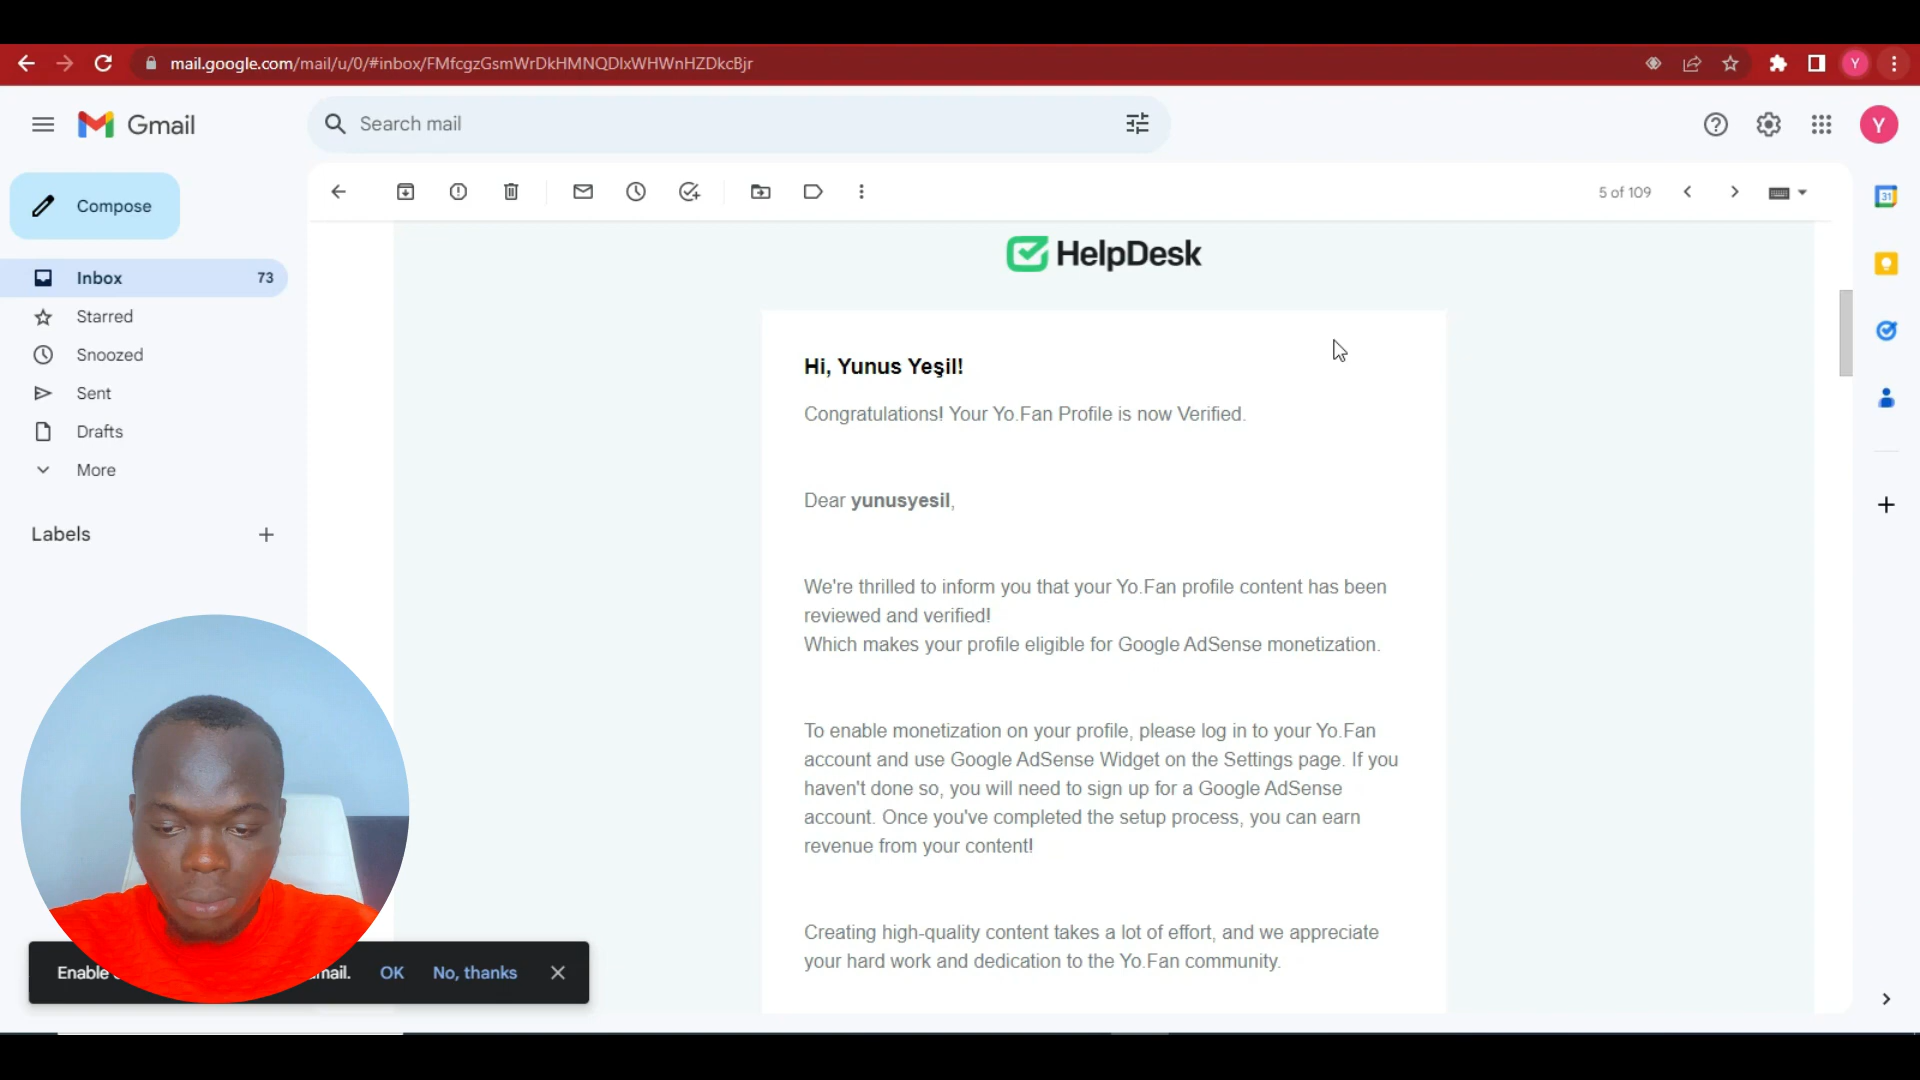 mail.google.com/mail/u/0/#inbox/FMfcgzGsmWrDkHMNQDlxWHWnHZDkcBjr
Y
Gmail
Search mail
Y
Compose
5 of 109
31
Inbox 73
Starred
Snoozed
Sent
Drafts
More
Labels
HelpDesk
Hi, Yunus Yeşil!
Congratulations! Your Yo.Fan Profile is now Verified.
Dear yunusyesil,
We're thrilled to inform you that your Yo.Fan profile content has been
reviewed and verified!
Which makes your profile eligible for Google AdSense monetization.
To enable monetization on your profile, please log in to your Yo.Fan
account and use Google AdSense Widget on the Settings page. If you
haven't done so, you will need to sign up for a Google AdSense
account. Once you've completed the setup process, you can earn
revenue from your content!
Creating high-quality content takes a lot of effort, and we appreciate
your hard work and dedication to the Yo.Fan community.
Enable mail. OK No, thanks